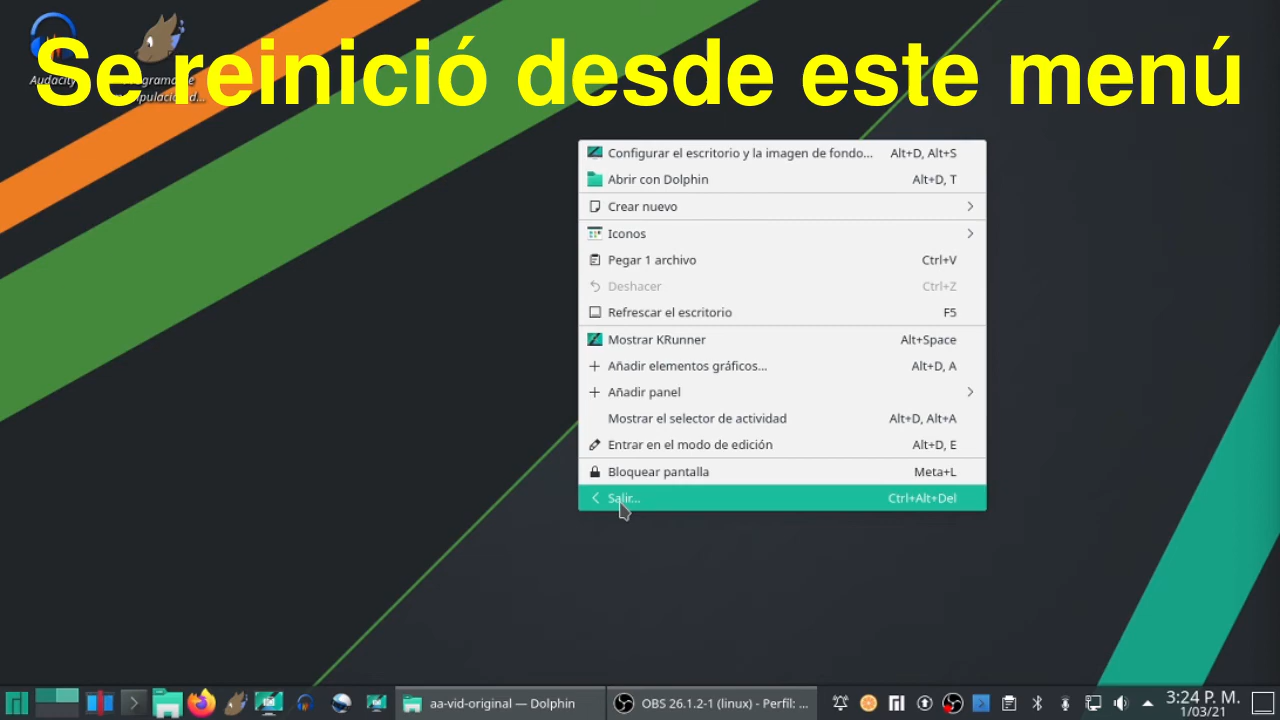 Se reinició desde este menú
Audacity
Configurar el escritorio y la imagen de fondo... Alt+D, Alt+S
Abrir con Dolphin Alt+D, T
Crear nuevo
Iconos
Pegar 1 archivo Ctrl+V
Deshacer Ctrl+Z
Refrescar el escritorio F5
Mostrar KRunner Alt+Space
Añadir elementos gráficos... Alt+D, A
Añadir panel
Mostrar el selector de actividad Alt+D, Alt+A
Entrar en el modo de edición Alt+D, E
Bloquear pantalla Meta+L
Salir... Ctrl+Alt+Del
aa-vid-original — Dolphin
OBS 26.1.2-1 (linux) - Perfil: ...
3:24 P. M.
1/03/21